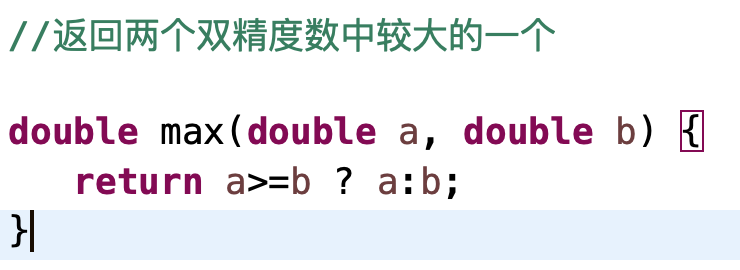 //返回两个双精度数中较大的一个
double max(double a, double b) {
return a>=b ? a:b;
}